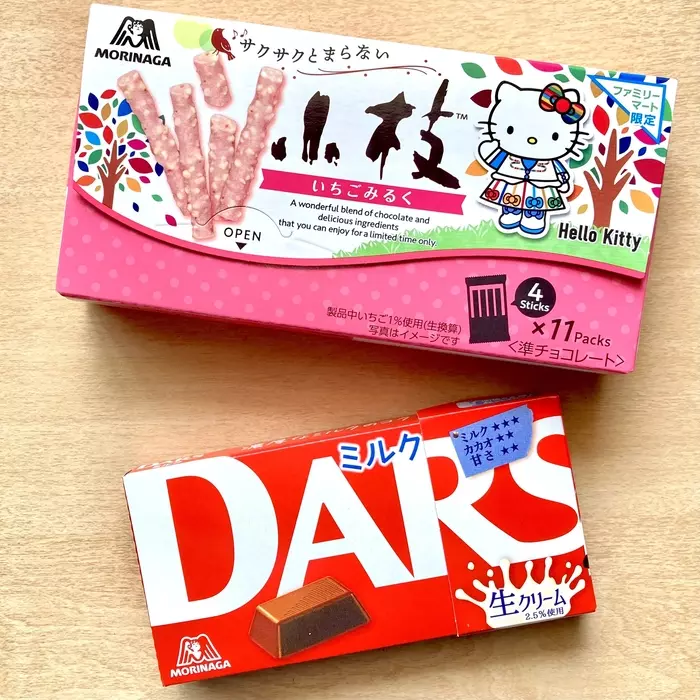 MORINAGA
サクサクとまらない
小枝™
いちごみるく
A wonderful blend of chocolate and
delicious ingredients
that you can enjoy for a limited time only.
OPEN
ファミリー
マート
限定
Hello Kitty
4
Sticks
×11 Packs
製品中いちご1%使用(生換算)
写真はイメージです
〈準チョコレート〉
ミルク
DARS
ミルク ★★★
カカオ ★★
甘さ ★★
生クリーム
2.5%使用
MORINAGA